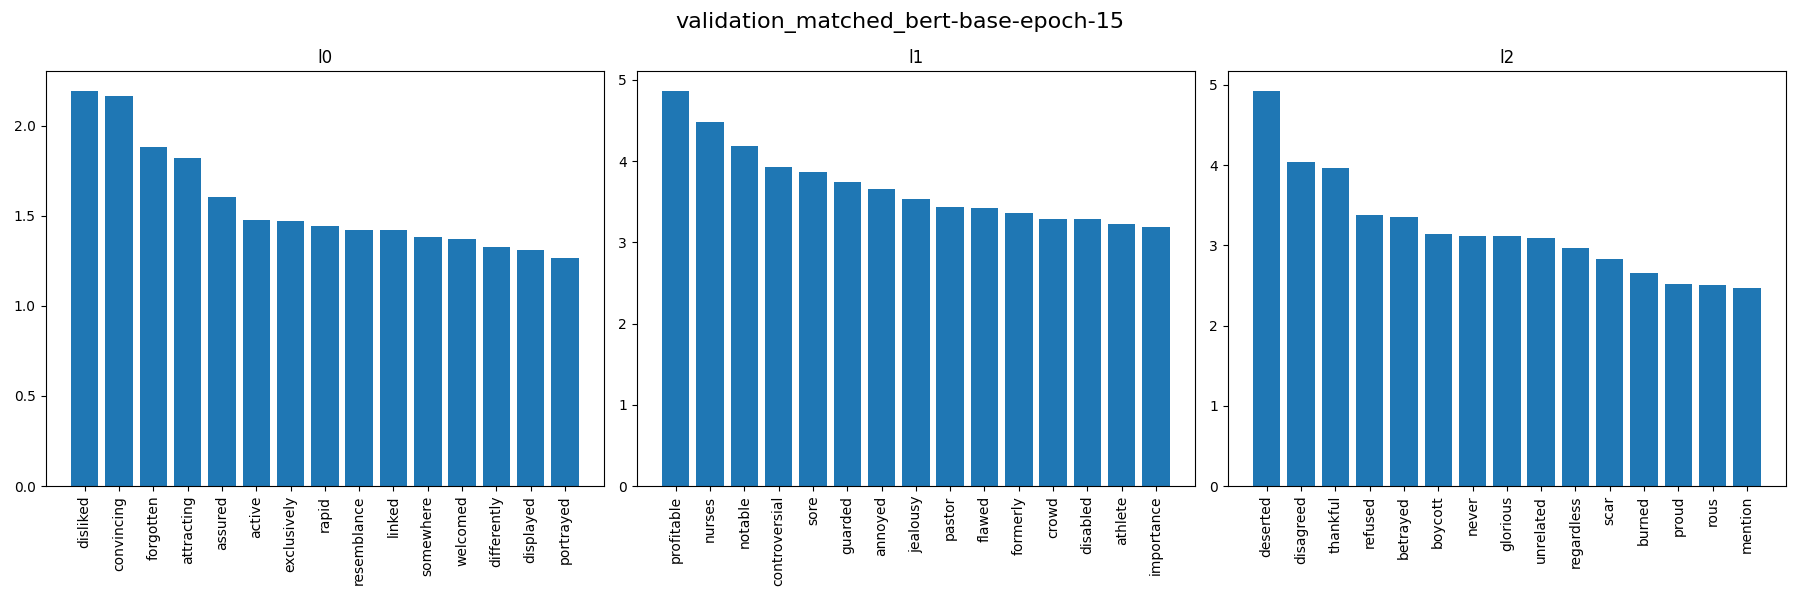 validation_matched_bert-base-epoch-15
l0
2.0
1.5
1.0
0.5
0.0
disliked
convincing
forgotten
attracting
assured
active
exclusively
rapid
resemblance
linked
somewhere
welcomed
differently
displayed
portrayed
l1
5
4
3
2
1
0
profitable
nurses
notable
controversial
sore
guarded
annoyed
jealousy
pastor
flawed
formerly
crowd
disabled
athlete
importance
l2
5
4
3
2
1
0
deserted
disagreed
thankful
refused
betrayed
boycott
never
glorious
unrelated
regardless
scar
burned
proud
rous
mention